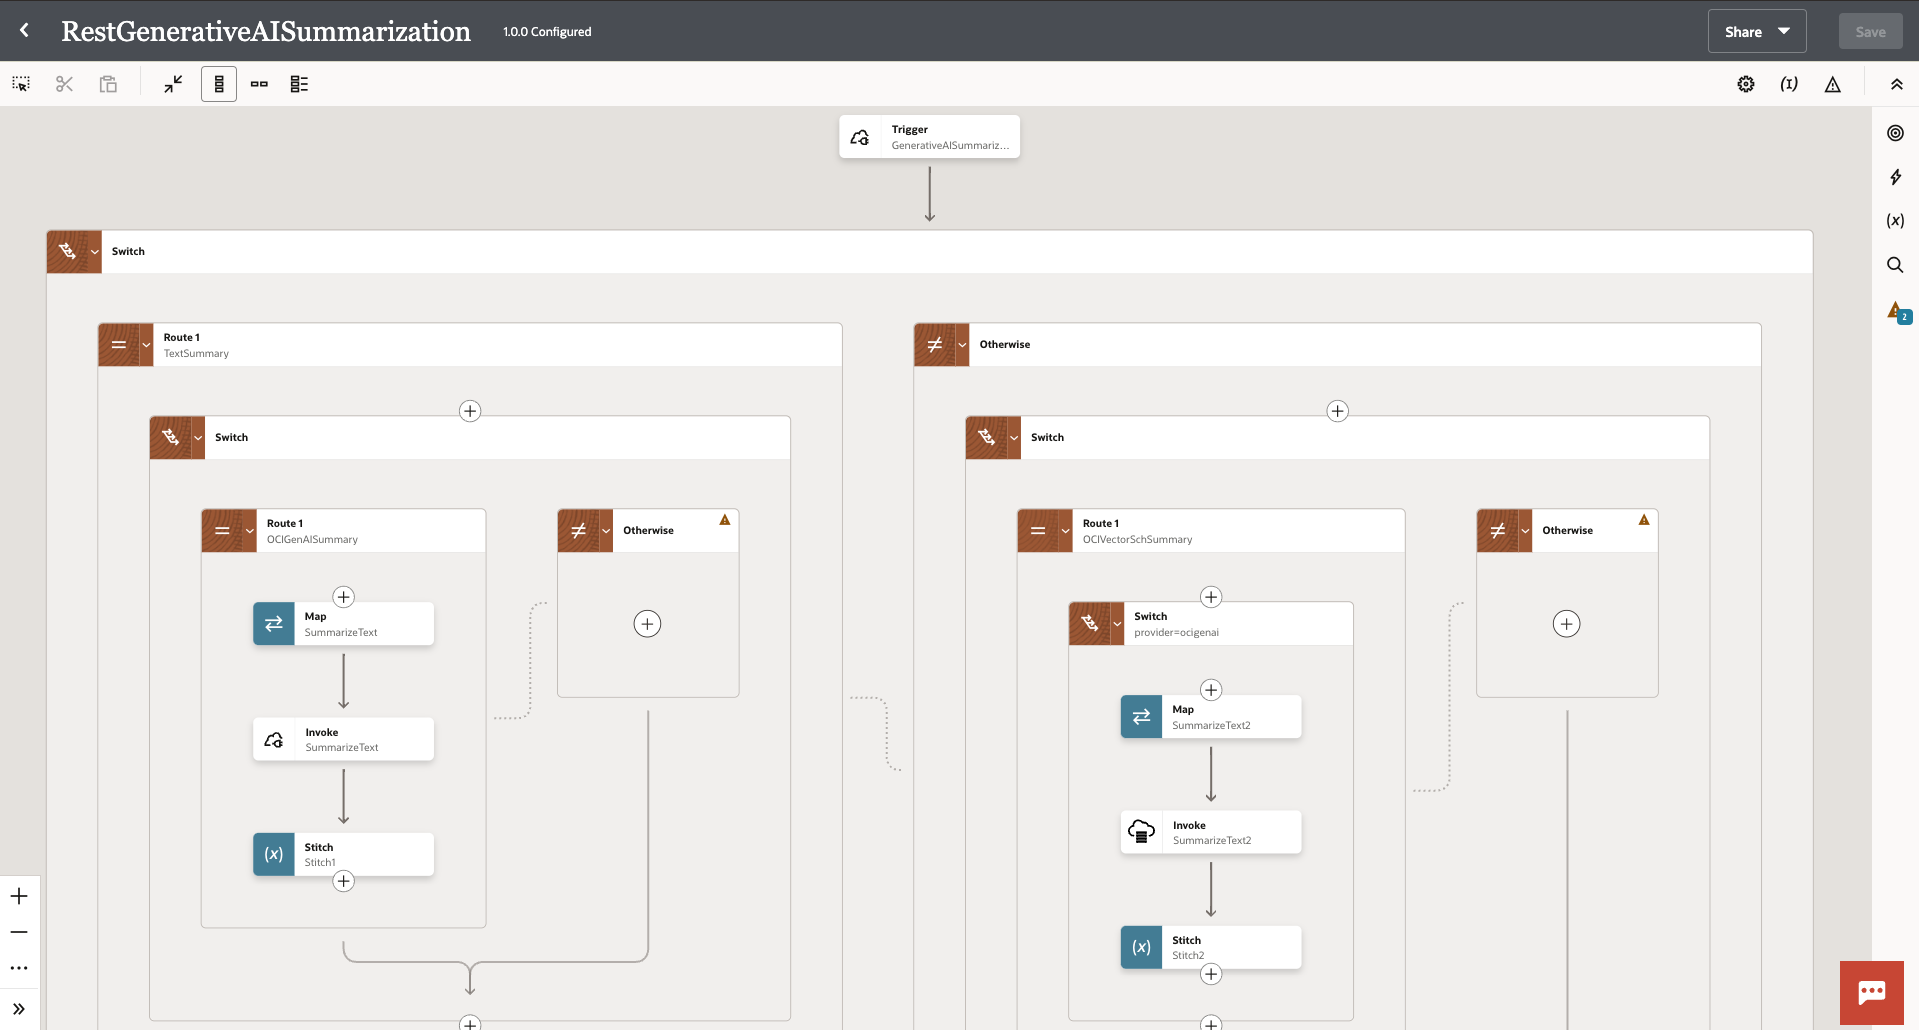 RestGenerativeAISummarization
1.0.0 Configured
Share
Save
Trigger
GenerativeAISummariz...
(x)
2
Switch
Route 1
TextSummary
Otherwise
Switch
Switch
Route 1
OCIGenAISummary
Otherwise
Route 1
OCIVectorSchSummary
Otherwise
Map
SummarizeText
Switch
provider=ocigenai
Invoke
SummarizeText
Map
SummarizeText2
(x)
Stitch
Stitch1
Invoke
SummarizeText2
(x)
Stitch
Stitch2